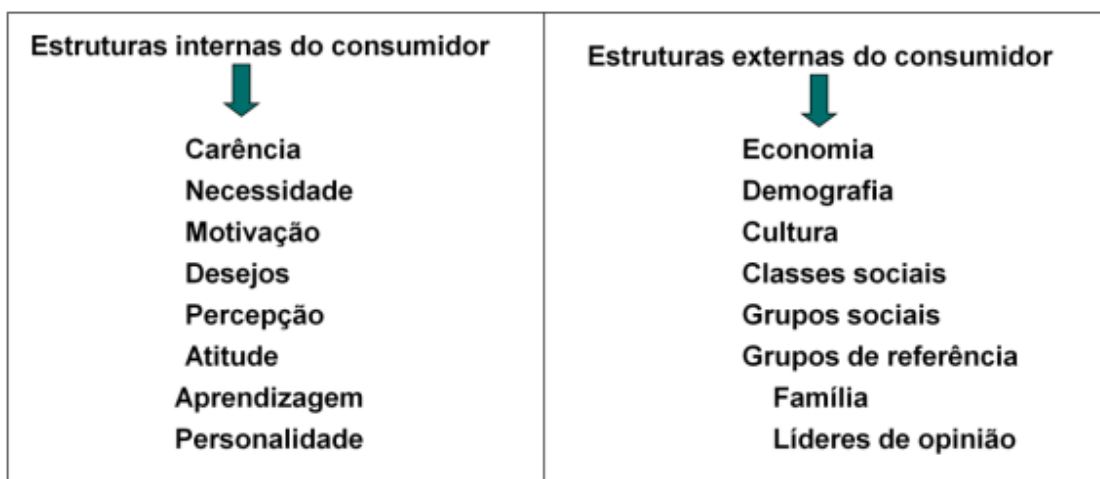 Estruturas internas do consumidor
Carência
Necessidade
Motivação
Desejos
Percepção
Atitude
Aprendizagem
Personalidade
Estruturas externas do consumidor
Economia
Demografia
Cultura
Classes sociais
Grupos sociais
Grupos de referência
Família
Líderes de opinião